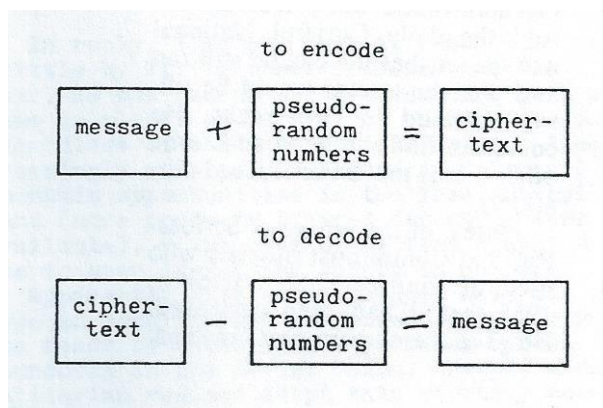 to encode
message + pseudo-
random
numbers = cipher-
text
to decode
cipher-
text - pseudo-
random
numbers = message